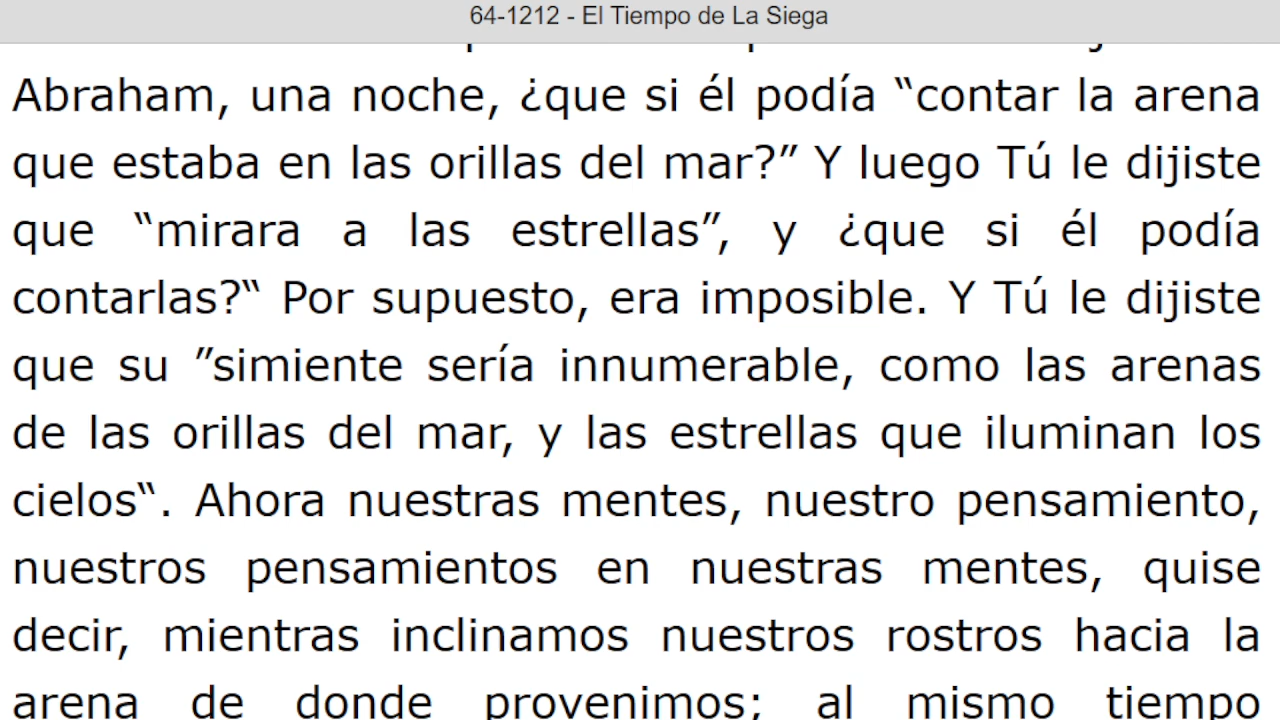 64-1212 - El Tiempo de La Siega
Abraham, una noche, ¿que si él podía “contar la arena
que estaba en las orillas del mar?” Y luego Tú le dijiste
que “mirara a las estrellas”, y ¿que si él podía
contarlas?“ Por supuesto, era imposible. Y Tú le dijiste
que su ”simiente sería innumerable, como las arenas
de las orillas del mar, y las estrellas que iluminan los
cielos“. Ahora nuestras mentes, nuestro pensamiento,
nuestros pensamientos en nuestras mentes, quise
decir, mientras inclinamos nuestros rostros hacia la
arena de donde provenimos; al mismo tiempo